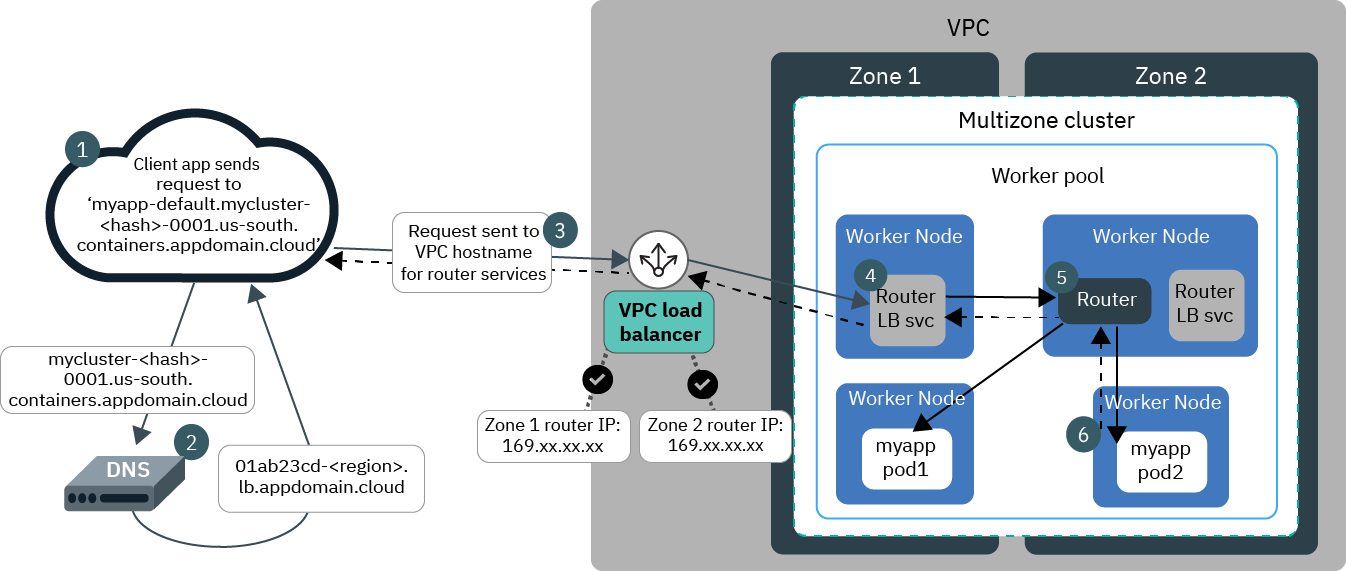 VPC
Zone 1
Zone 2
Multizone cluster
Worker pool
1
Client app sends
request to
‘myapp-default.mycluster-
<hash>-0001.us-south.
containers.appdomain.cloud’
Request sent to
VPC hostname
for router services
3
VPC load
balancer
Worker Node
4
Router
LB svc
Worker Node
5
Router
Router
LB svc
mycluster-<hash>-
0001.us-south.
containers.appdomain.cloud
2
DNS
01ab23cd-<region>.
lb.appdomain.cloud
Zone 1 router IP:
169.xx.xx.xx
Zone 2 router IP:
169.xx.xx.xx
Worker Node
myapp
pod1
Worker Node
6
myapp
pod2